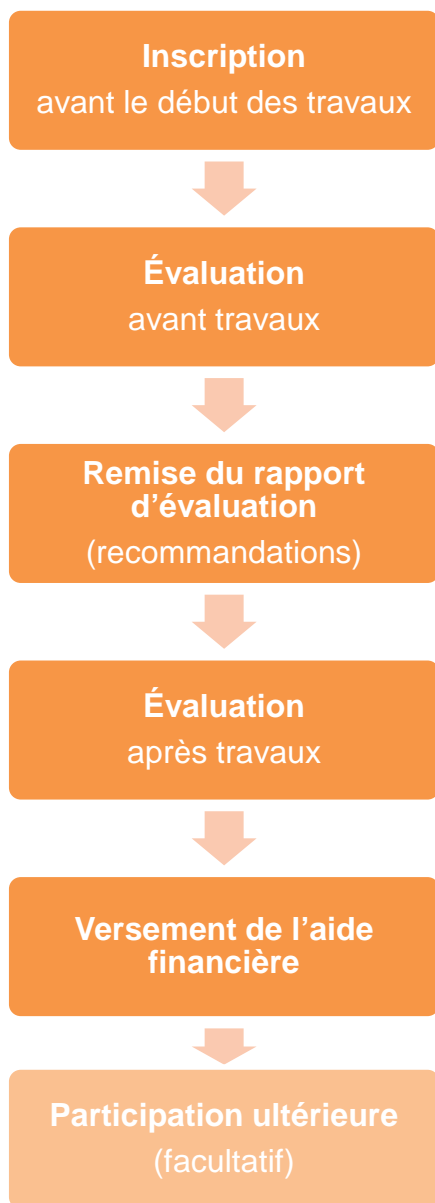 Inscription
avant le début des travaux
Évaluation
avant travaux
Remise du rapport
d’évaluation
(recommandations)
Évaluation
après travaux
Versement de l’aide
financière
Participation ultérieure
(facultatif)